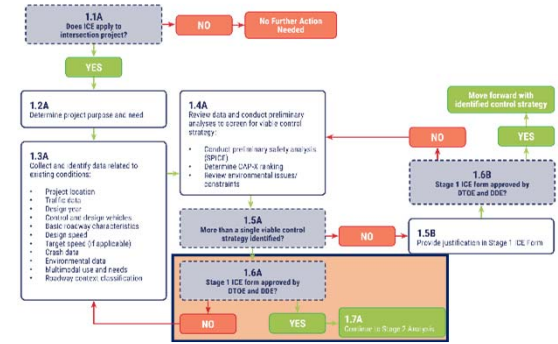 1.1A
Does ICE apply to
intersection project?
NO
No Further Action
Needed
YES
1.2A
Determine project purpose and need
1.3A
Collect and identify data related to
existing conditions:
• Project location
• Traffic data
• Design year
• Control and design vehicles
• Basic roadway characteristics
• Design speed
• Target speed (if applicable)
• Crash data
• Environmental data
• Multimodal use and needs
• Roadway context classification
1.4A
Review data and conduct preliminary
analyses to screen for viable control
strategy:
• Conduct preliminary safety analysis
(SPICE)
• Determine CAP-X ranking
• Review environmental issues/
constraints
1.5A
More than a single viable control
strategy identified?
NO
1.5B
Provide justification in Stage 1 ICE Form
1.6B
Stage 1 ICE form approved by
DTOE and DDE?
NO
YES
Move forward with
identified control strategy
1.6A
Stage 1 ICE form approved by
DTOE and DDE?
NO
YES
1.7A
Continue to Stage 2 Analysis